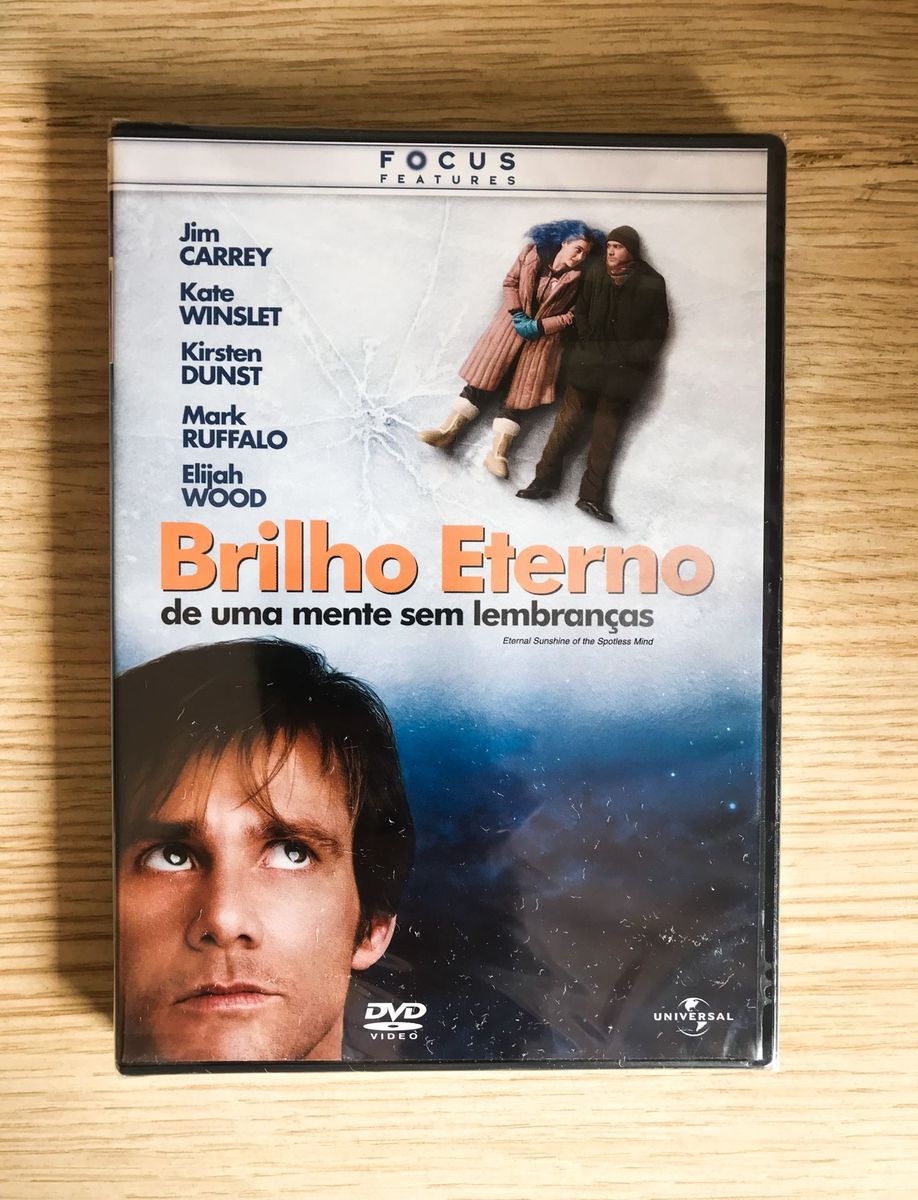 FOCUS
FEATURES
Jim
CARREY
Kate
WINSLET
Kirsten
DUNST
Mark
RUFFALO
Elijah
WOOD
Brilho Eterno
de uma mente sem lembranças
Eternal Sunshine of the Spotless Mind
DVD
VIDEO
UNIVERSAL